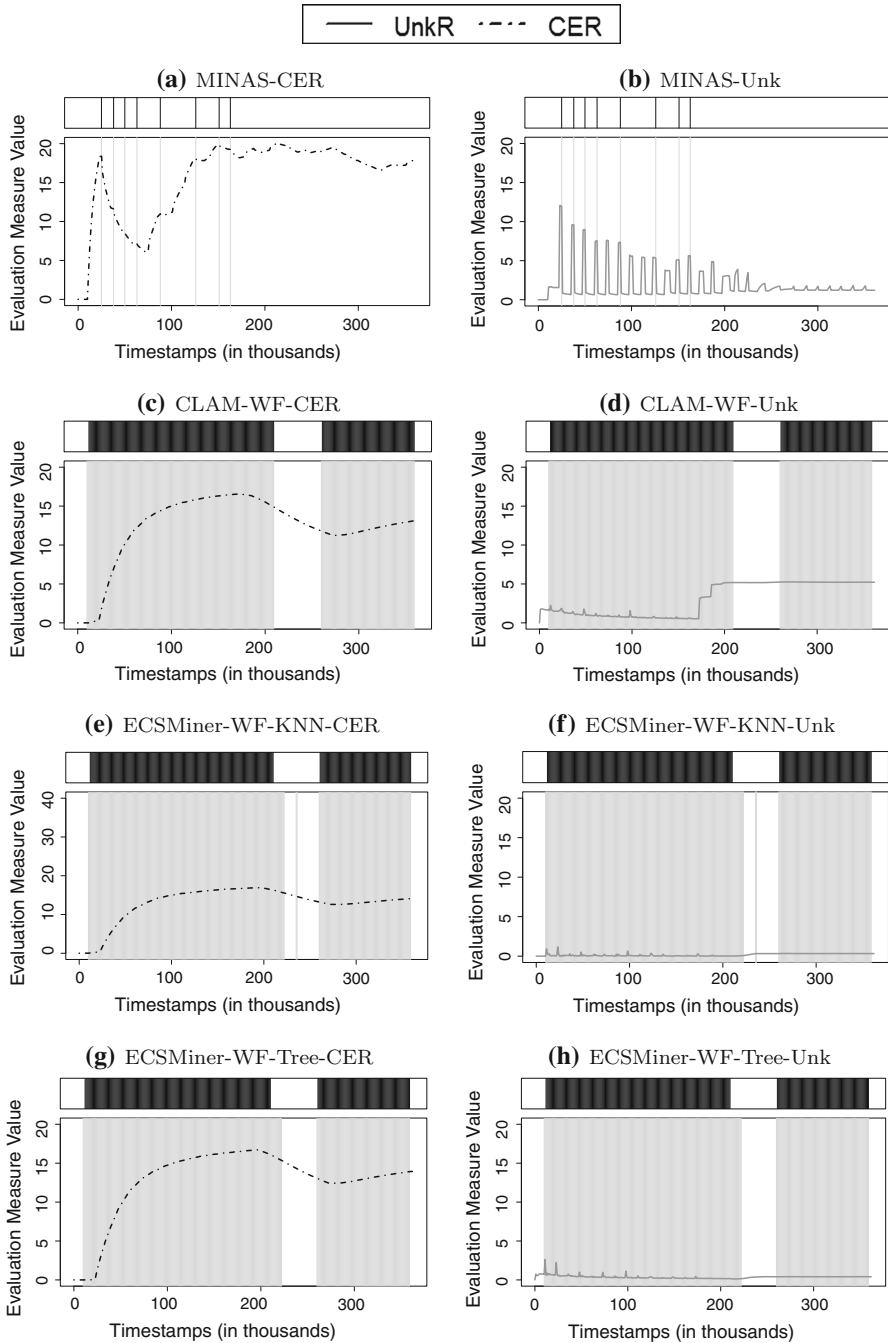 UnkR CER
(a) MINAS-CER
Evaluation Measure Value
0 5 10 15 20
0 100 200 300
Timestamps (in thousands)
(b) MINAS-Unk
Evaluation Measure Value
0 5 10 15 20
0 100 200 300
Timestamps (in thousands)
(c) CLAM-WF-CER
Evaluation Measure Value
0 5 10 15 20
0 100 200 300
Timestamps (in thousands)
(d) CLAM-WF-Unk
Evaluation Measure Value
0 5 10 15 20
0 100 200 300
Timestamps (in thousands)
(e) ECSMiner-WF-KNN-CER
Evaluation Measure Value
0 10 20 30 40
0 100 200 300
Timestamps (in thousands)
(f) ECSMiner-WF-KNN-Unk
Evaluation Measure Value
0 5 10 15 20
0 100 200 300
Timestamps (in thousands)
(g) ECSMiner-WF-Tree-CER
Evaluation Measure Value
0 5 10 15 20
0 100 200 300
Timestamps (in thousands)
(h) ECSMiner-WF-Tree-Unk
Evaluation Measure Value
0 5 10 15 20
0 100 200 300
Timestamps (in thousands)